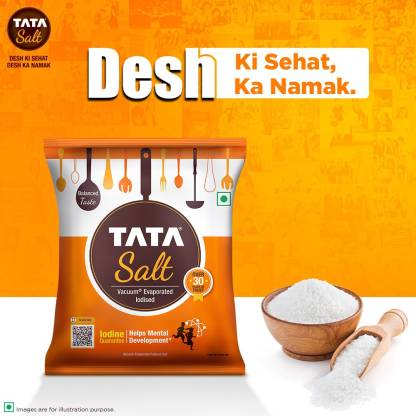 TATA
Salt
DESH KI SEHAT
DESH KA NAMAK
Desh Ki Sehat,
Ka Namak.
Balanced
Taste
TATA®
Salt
OVER
30
Vacuum® Evaporated
Iodised
Iodine
Guarantee
Helps Mental
Development
images are for illustration purpose.